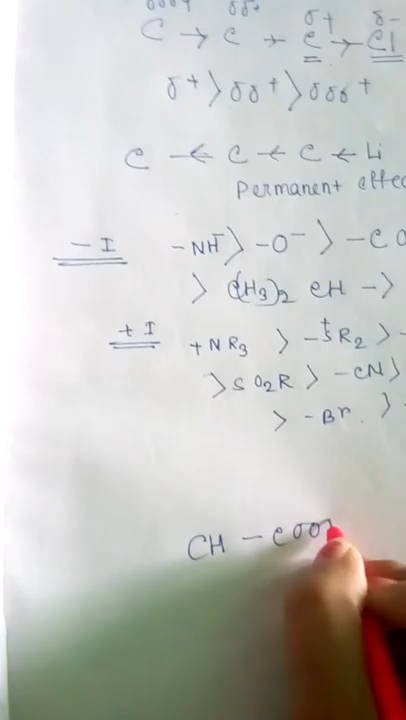 δδδ+ δδ+ δ+ δ-
C → C → C → Cl
δ+ > δδ+ > δδδ+
C ← C ← C ← Li
Permanent effec
- I -NH⁻ > -O⁻ > -CO
> (CH3)2 CH -> 
+ I +NR3 > -S⁺R2 > -
> SO2R > -CN >
> -Br. >
CH - COO